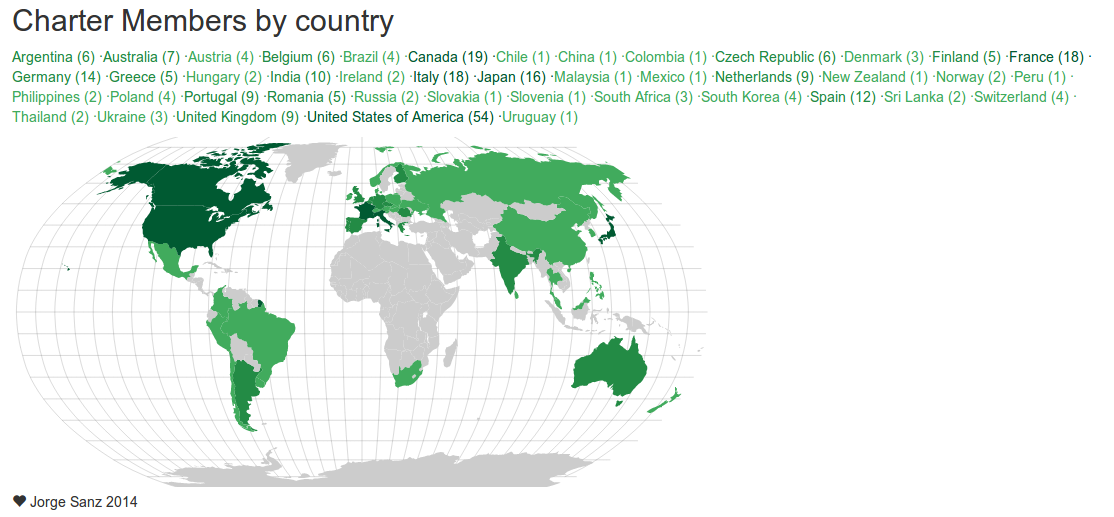 Charter Members by country
Argentina (6) ·Australia (7) ·Austria (4) ·Belgium (6) ·Brazil (4) ·Canada (19) ·Chile (1) ·China (1) ·Colombia (1) ·Czech Republic (6) ·Denmark (3) ·Finland (5) ·France (18) ·
Germany (14) ·Greece (5) ·Hungary (2) ·India (10) ·Ireland (2) ·Italy (18) ·Japan (16) ·Malaysia (1) ·Mexico (1) ·Netherlands (9) ·New Zealand (1) ·Norway (2) ·Peru (1) ·
Philippines (2) ·Poland (4) ·Portugal (9) ·Romania (5) ·Russia (2) ·Slovakia (1) ·Slovenia (1) ·South Africa (3) ·South Korea (4) ·Spain (12) ·Sri Lanka (2) ·Switzerland (4) ·
Thailand (2) ·Ukraine (3) ·United Kingdom (9) ·United States of America (54) ·Uruguay (1)
♥ Jorge Sanz 2014